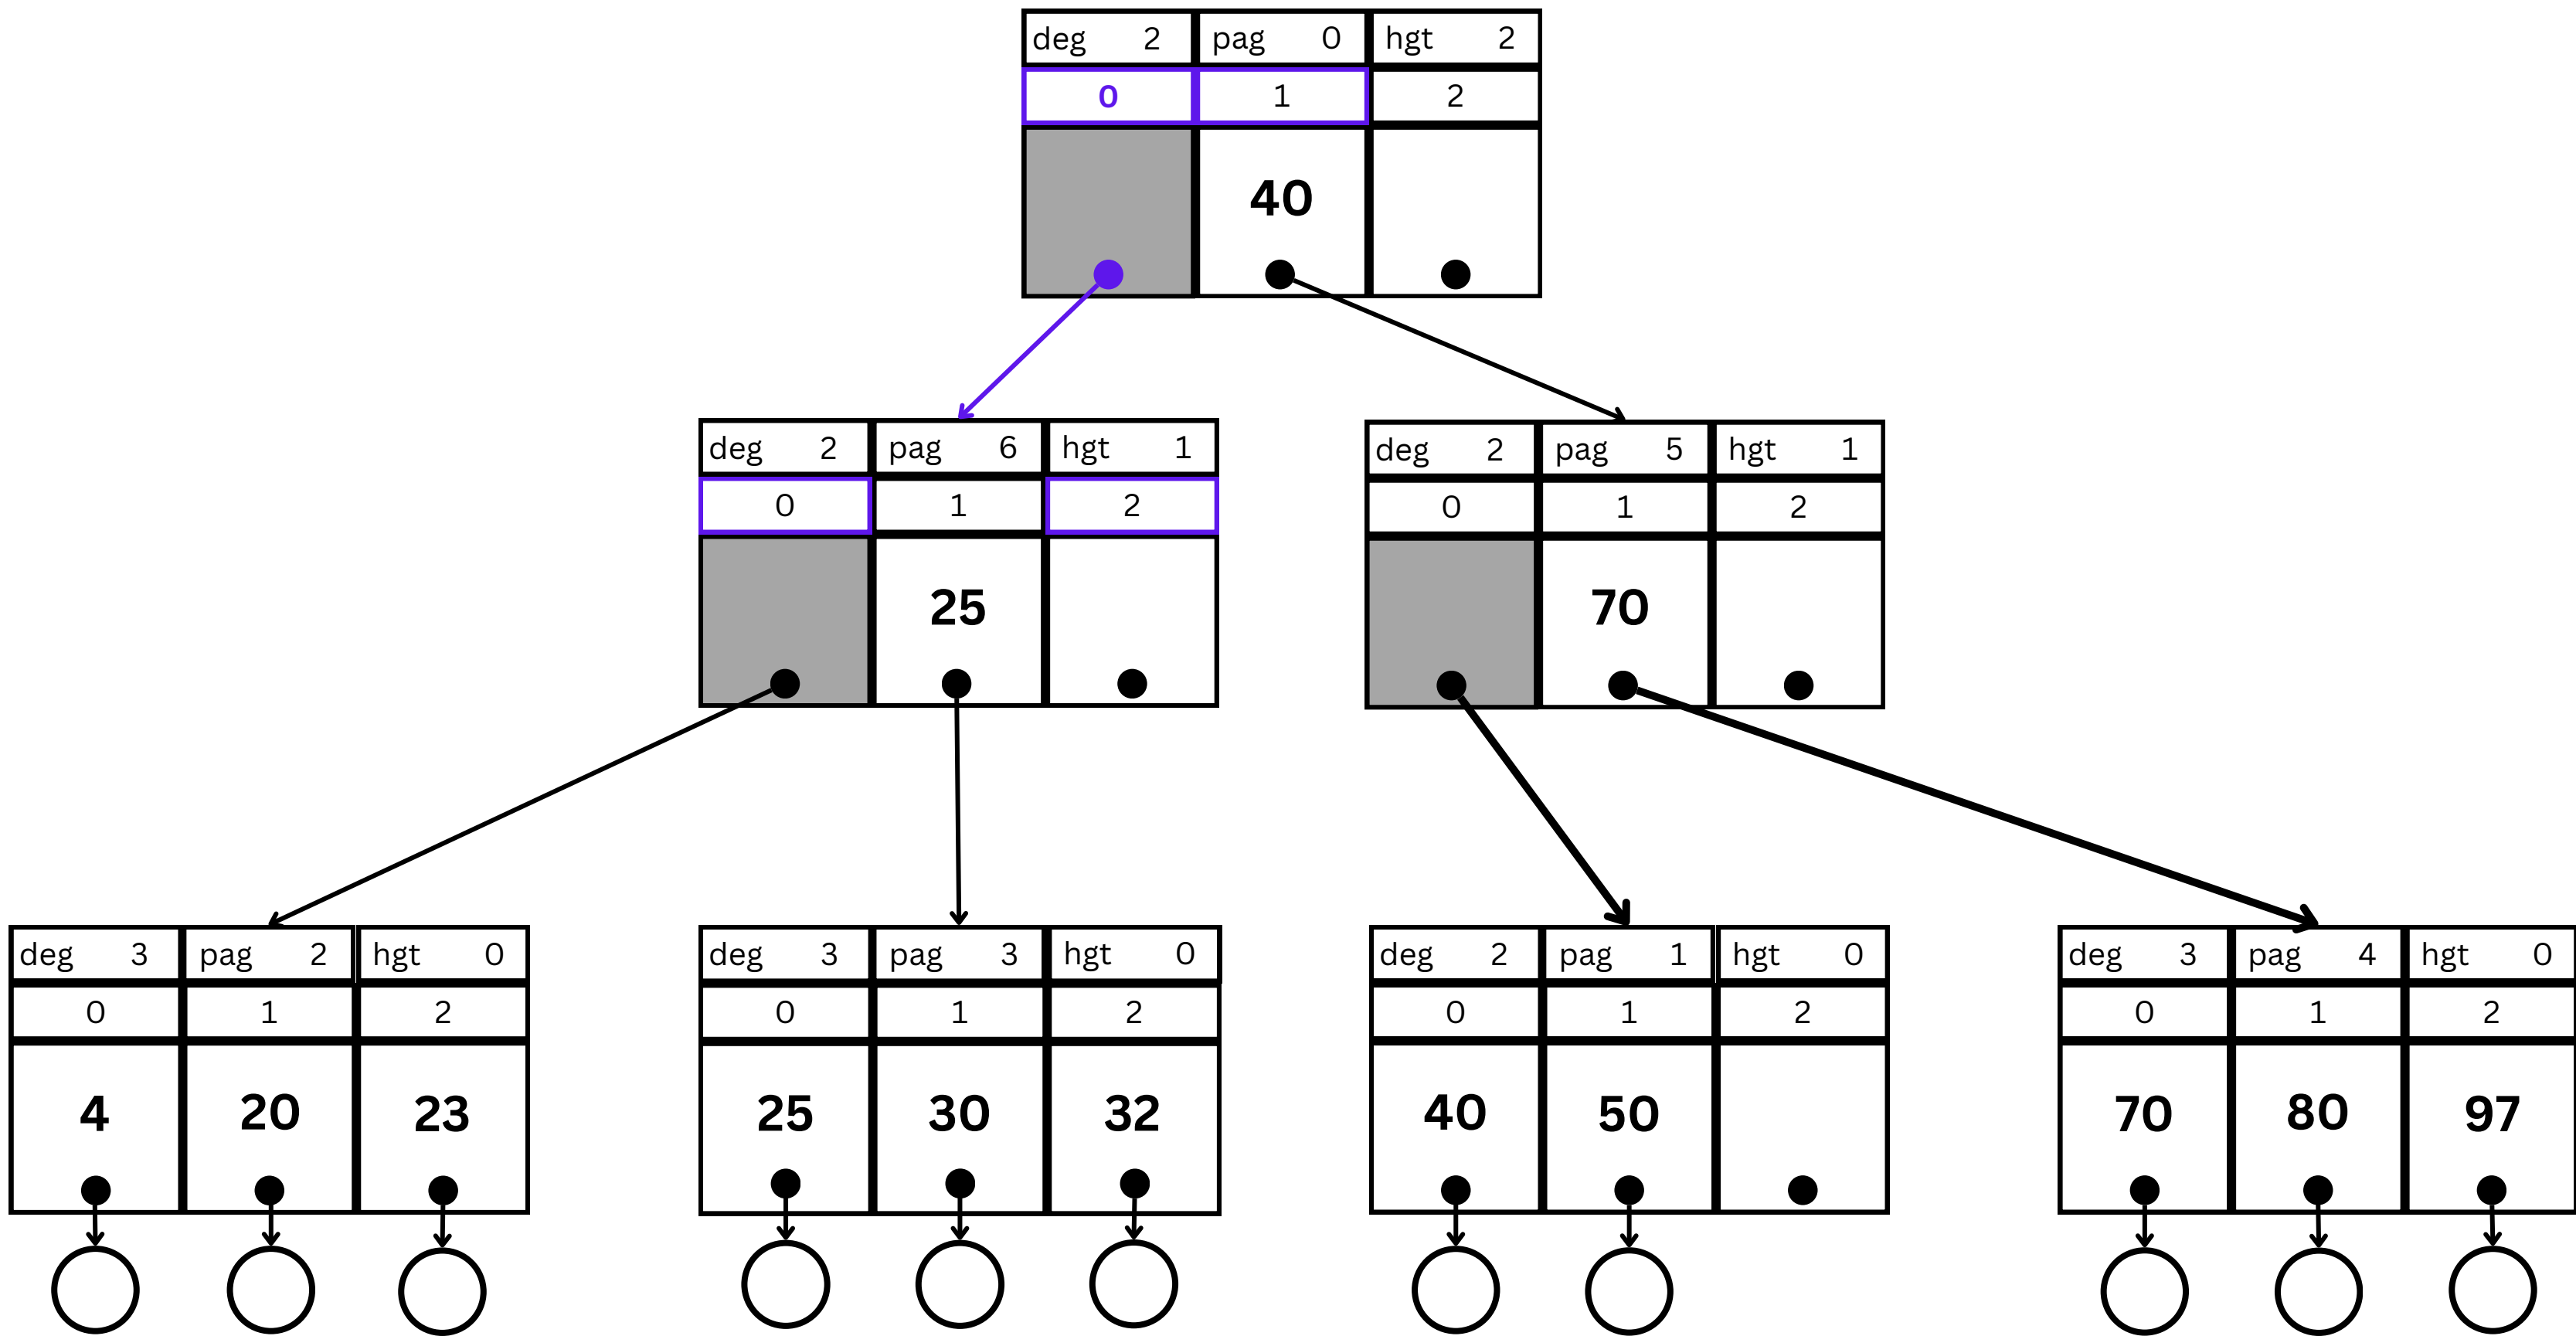 deg 2 pag 0 hgt 2
0 1 2
40
deg 2 pag 6 hgt 1
0 1 2
25
deg 2 pag 5 hgt 1
0 1 2
70
deg 3 pag 2 hgt 0
0 1 2
4 20 23
deg 3 pag 3 hgt 0
0 1 2
25 30 32
deg 2 pag 1 hgt 0
0 1 2
40 50
deg 3 pag 4 hgt 0
0 1 2
70 80 97